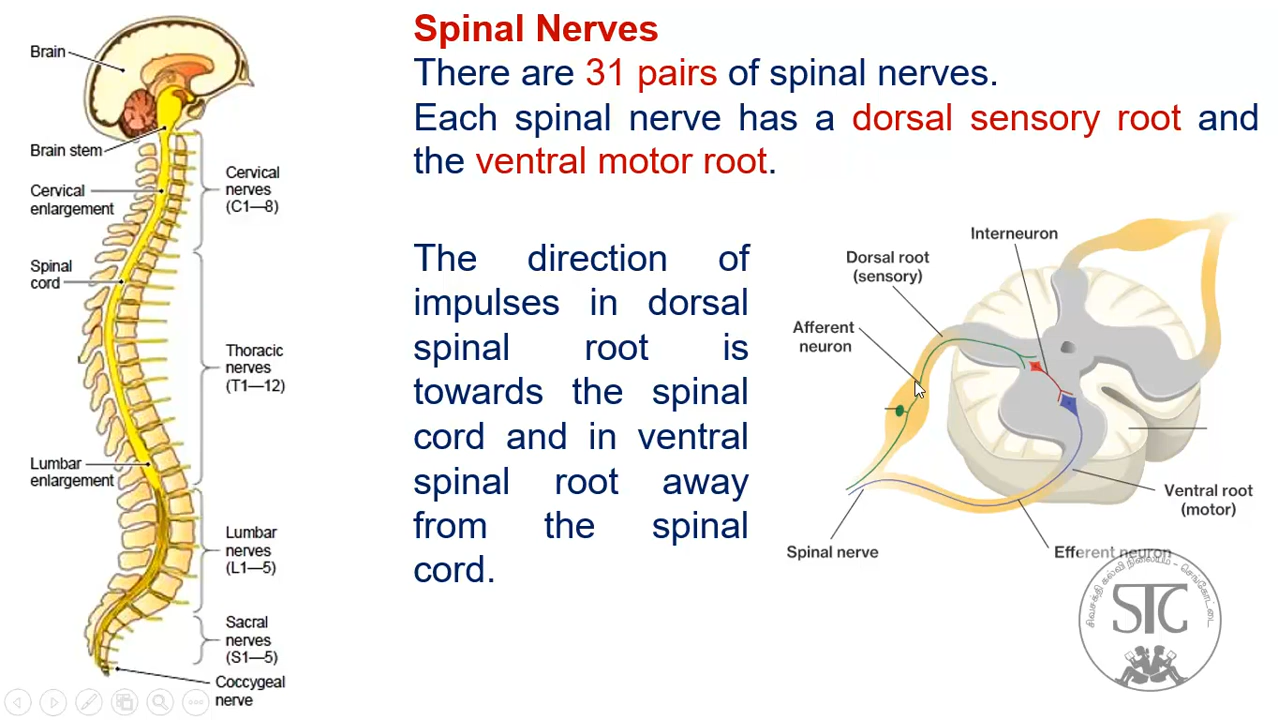 Spinal Nerves
There are 31 pairs of spinal nerves.
Each spinal nerve has a dorsal sensory root and
the ventral motor root.
The direction of
impulses in dorsal
spinal root is
towards the spinal
cord and in ventral
spinal root away
from the spinal
cord.
Brain
Brain stem
Cervical
enlargement
Spinal
cord
Lumbar
enlargement
Cervical
nerves
(C1—8)
Thoracic
nerves
(T1—12)
Lumbar
nerves
(L1—5)
Sacral
nerves
(S1—5)
Coccygeal
nerve
Interneuron
Dorsal root
(sensory)
Afferent
neuron
Spinal nerve
Ventral root
(motor)
Efferent neuron
சிவசக்தி கல்வி நிலையம் - செங்கோட்டை
STC